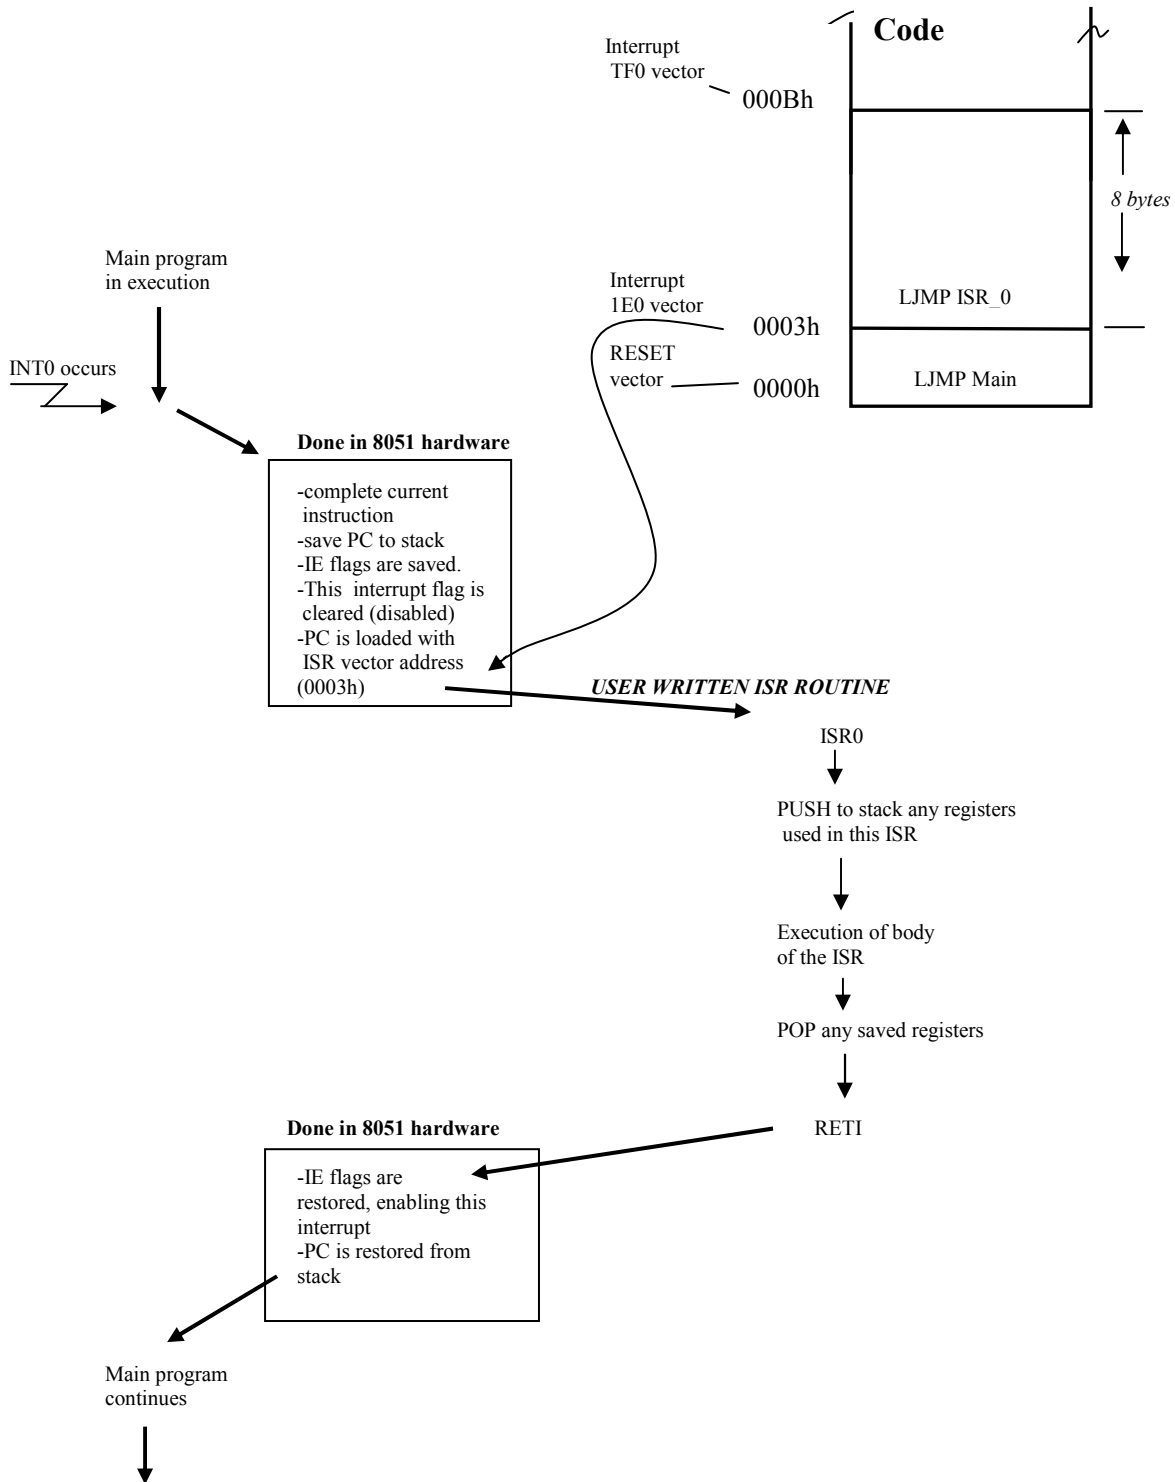 Code
Interrupt
TF0 vector
000Bh
8 bytes
Main program
in execution
Interrupt
1E0 vector
LJMP ISR_0
0003h
INT0 occurs
RESET
vector
0000h
LJMP Main
Done in 8051 hardware
-complete current
instruction
-save PC to stack
-IE flags are saved.
-This interrupt flag is
cleared (disabled)
-PC is loaded with
ISR vector address
(0003h)
USER WRITTEN ISR ROUTINE
ISR0
PUSH to stack any registers
used in this ISR
Execution of body
of the ISR
POP any saved registers
RETI
Done in 8051 hardware
-IE flags are
restored, enabling this
interrupt
-PC is restored from
stack
Main program
continues